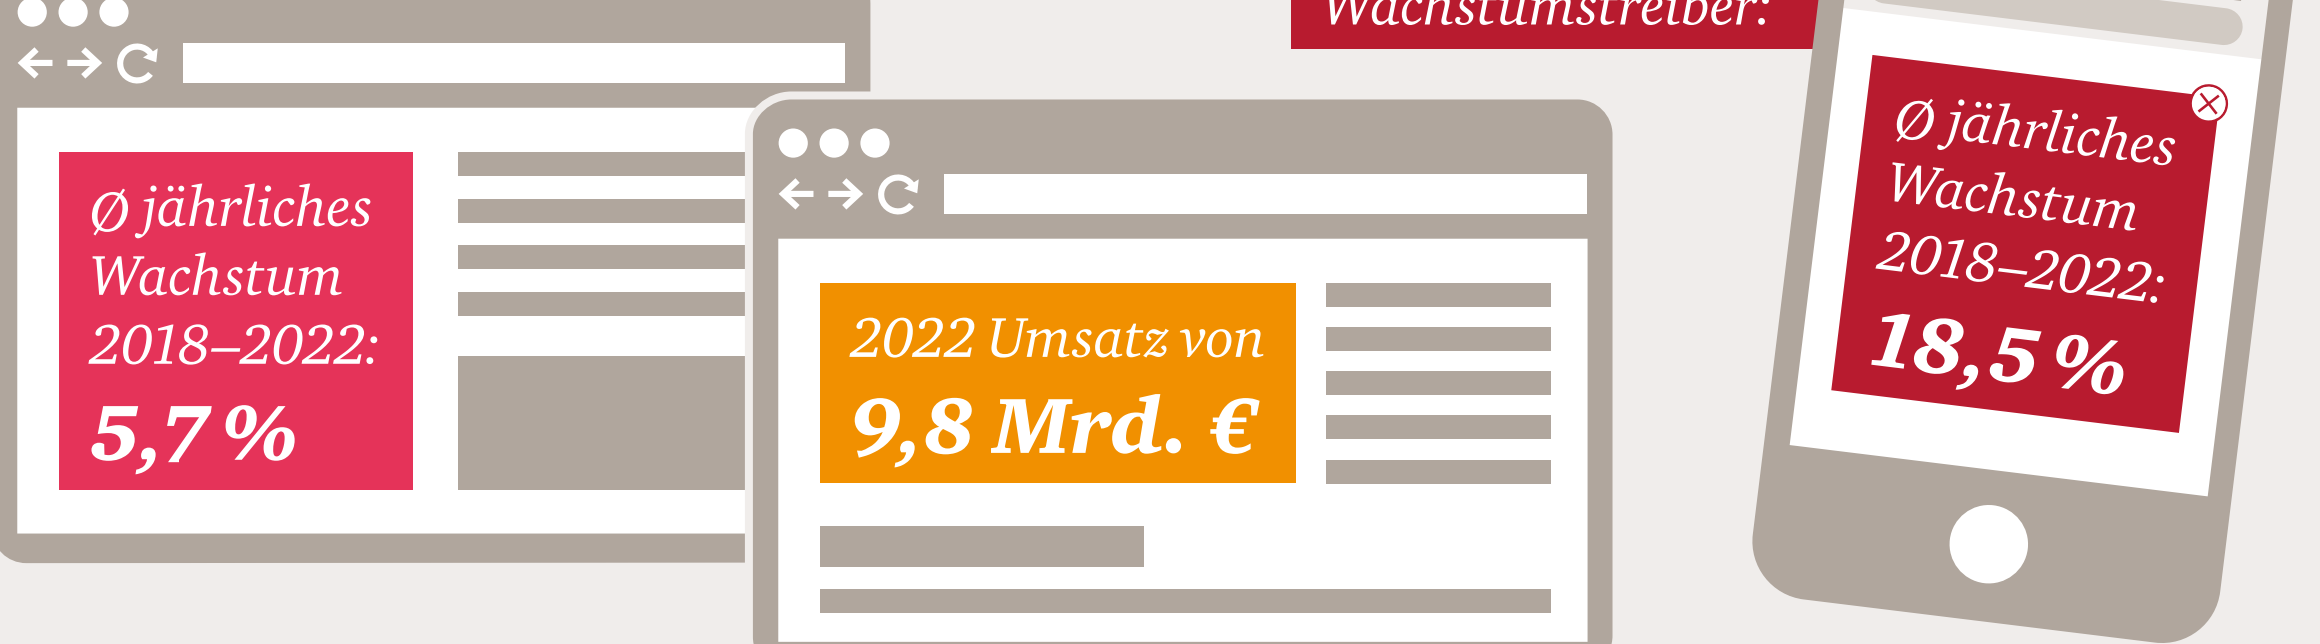 Wachstumstreiber:
Ø jährliches
Wachstum
2018–2022:
5,7 %
2022 Umsatz von
9,8 Mrd. €
Ø jährliches
Wachstum
2018–2022:
18,5 %